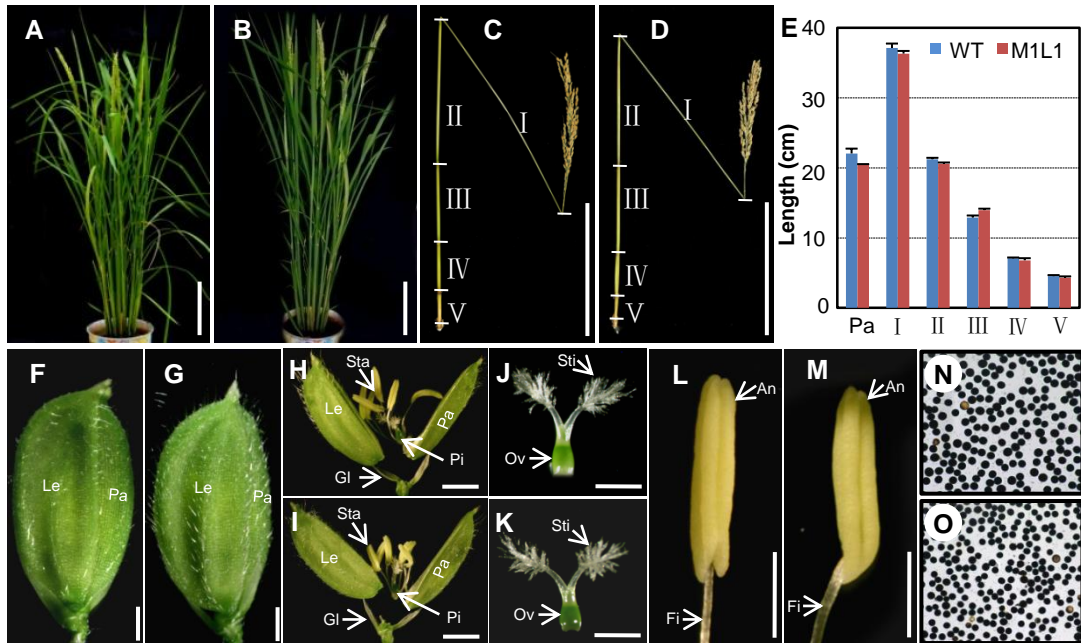 A
B
C
D
E
II
I
III
IV
V
II
I
III
IV
V
Length (cm)
40
30
20
10
0
WT M1L1
Pa I II III IV V
F
Le
Pa
G
Le
Pa
H
Sta
Le
Pa
Pi
Gl
I
Sta
Le
Pa
Gl
Pi
J
Sti
Ov
K
Sti
Ov
L
An
Fi
M
An
Fi
N
O